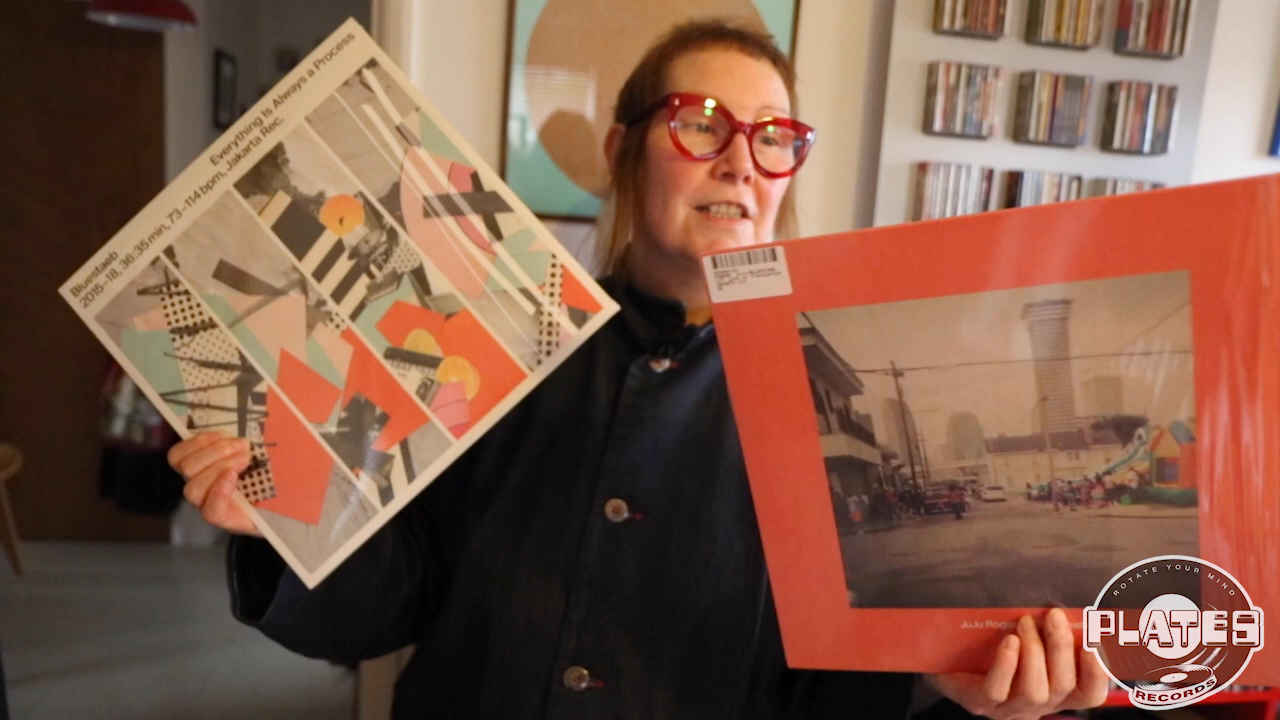 Everything Is Always a Process
Bluestaeb
2015–18, 36:35 min, 73–114 bpm, Jakarta Rec.
JuJu Rogers
ROTATE YOUR MIND
PLATES
RECORDS